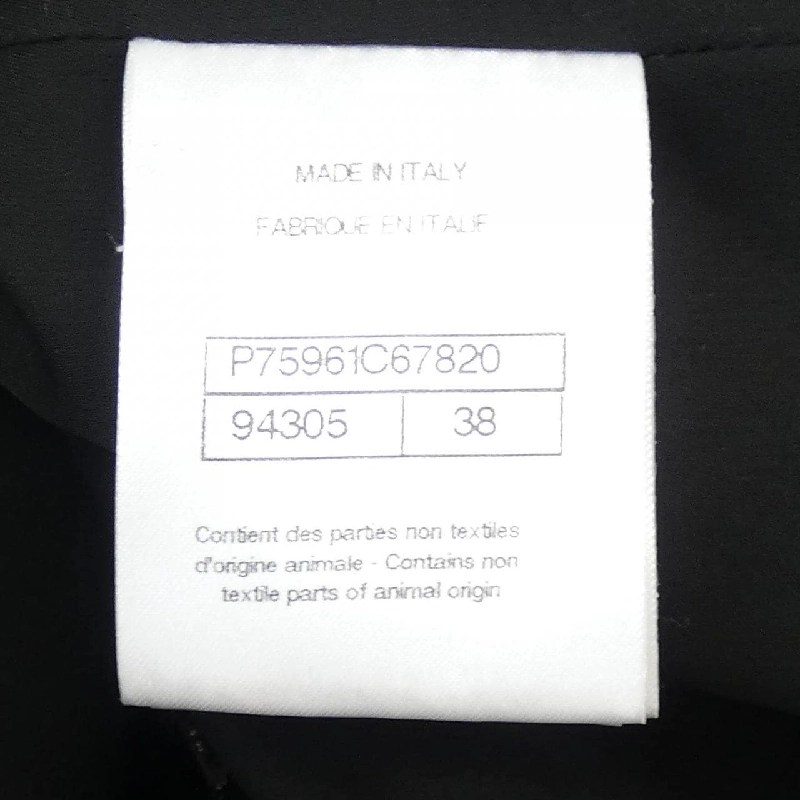 MADE IN ITALY
FABRIQUE EN ITALIE
P75961C67820
94305 38
Contient des parties non textiles
d'origine animale - Contains non
textile parts of animal origin